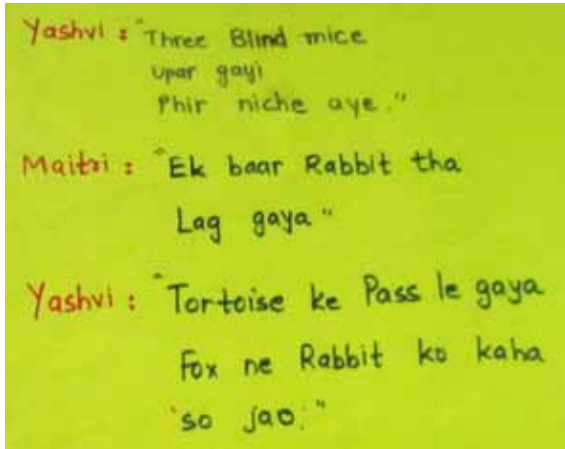 Yashvi : "Three Blind mice
upar gayi
Phir niche aye."
Maitri : "Ek baar Rabbit tha
Lag gaya"
Yashvi : "Tortoise ke Pass le gaya
Fox ne Rabbit ko kaha
'so jao.'"